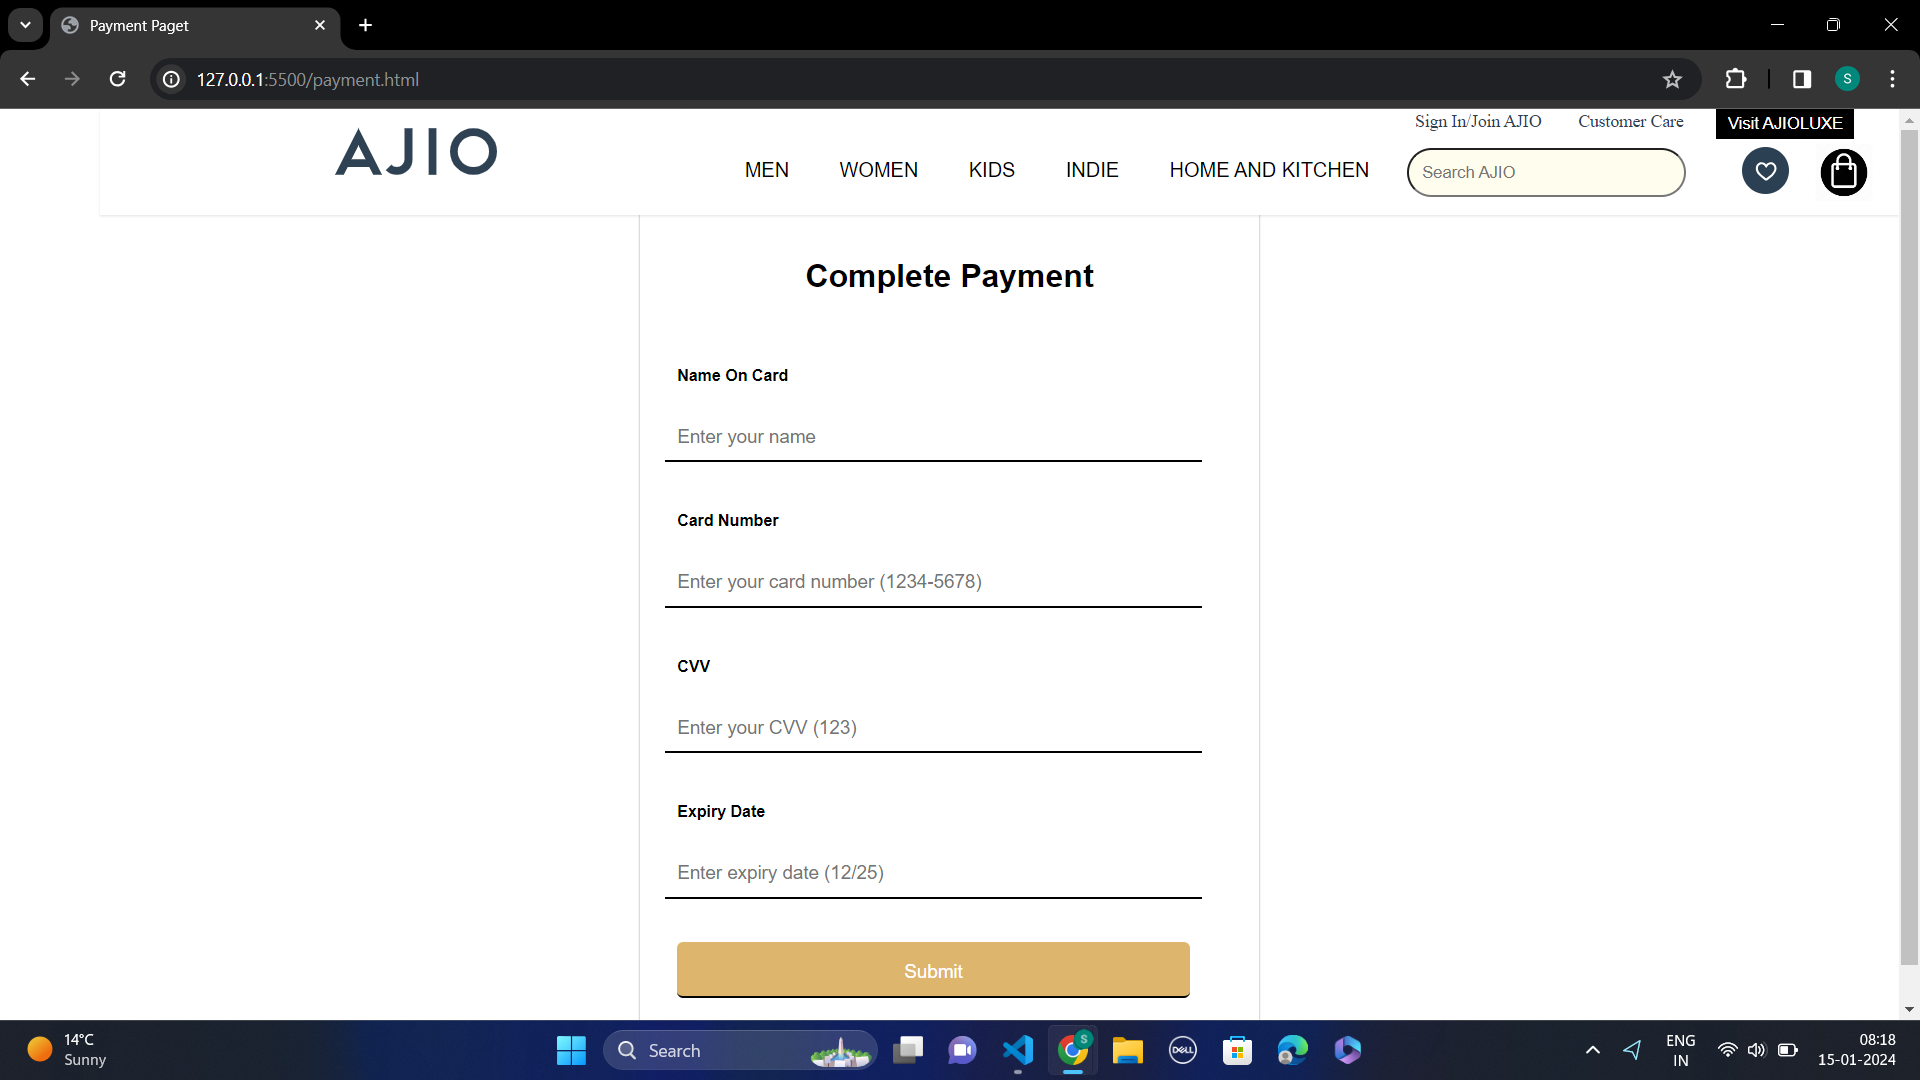 Payment Paget
127.0.0.1:5500/payment.html
S
Sign In/Join AJIO Customer Care Visit AJIOLUXE
AJIO
MEN WOMEN KIDS INDIE HOME AND KITCHEN Search AJIO
Complete Payment
Name On Card
Enter your name
Card Number
Enter your card number (1234-5678)
CVV
Enter your CVV (123)
Expiry Date
Enter expiry date (12/25)
Submit
14°C
Sunny
Search
S
DELL
ENG
IN
08:18
15-01-2024